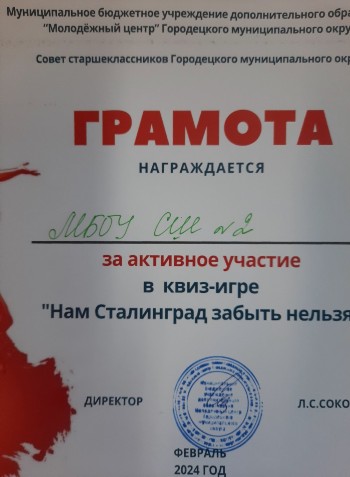 Муниципальное бюджетное учреждение дополнительного обра
"Молодёжный центр" Городецкого муниципального окру
Совет старшеклассников Городецкого муниципального окр
ГРАМОТА
НАГРАЖДАЕТСЯ
МБОУ СШ №2
за активное участие
в квиз-игре
"Нам Сталинград забыть нельзя
ДИРЕКТОР
Л.С.СОКО
ФЕВРАЛЬ
2024 ГОД